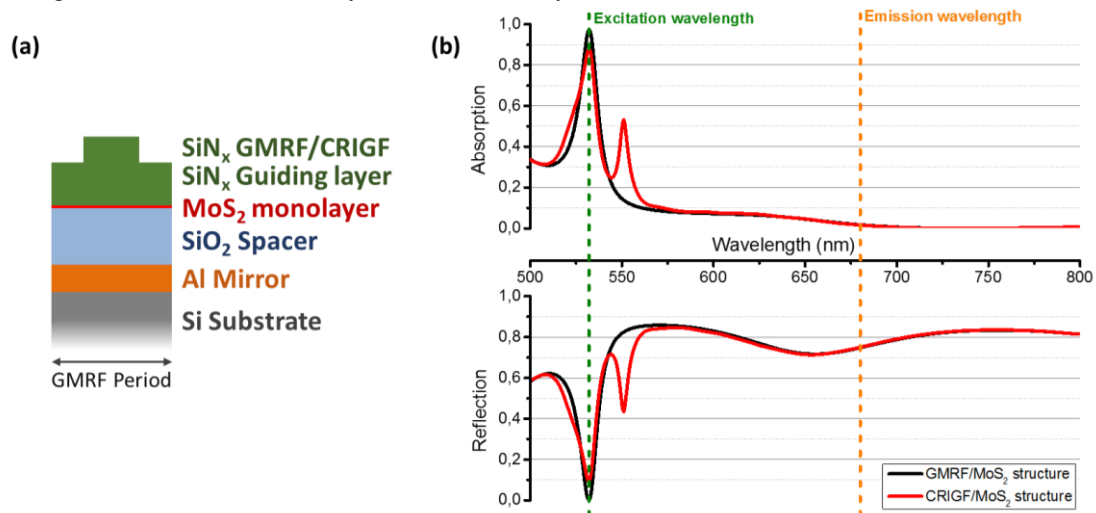 (a)
SiNx GMRF/CRIGF
SiNx Guiding layer
MoS2 monolayer
SiO2 Spacer
Al Mirror
Si Substrate
GMRF Period
(b)
Excitation wavelength
Emission wavelength
Absorption
1,0
0,8
0,6
0,4
0,2
0,0
Wavelength (nm)
500 550 600 650 700 750 800
Reflection
1,0
0,8
0,6
0,4
0,2
0,0
GMRF/MoS2 structure
CRIGF/MoS2 structure